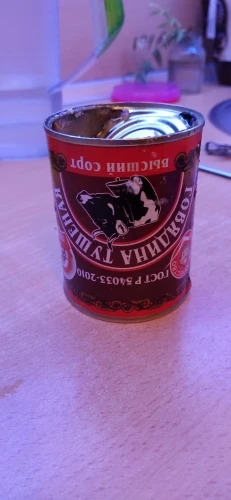 ГОВЯДИНА ТУШЕНАЯ
ВЫСШИЙ СОРТ
ГОСТ Р 54033-2010